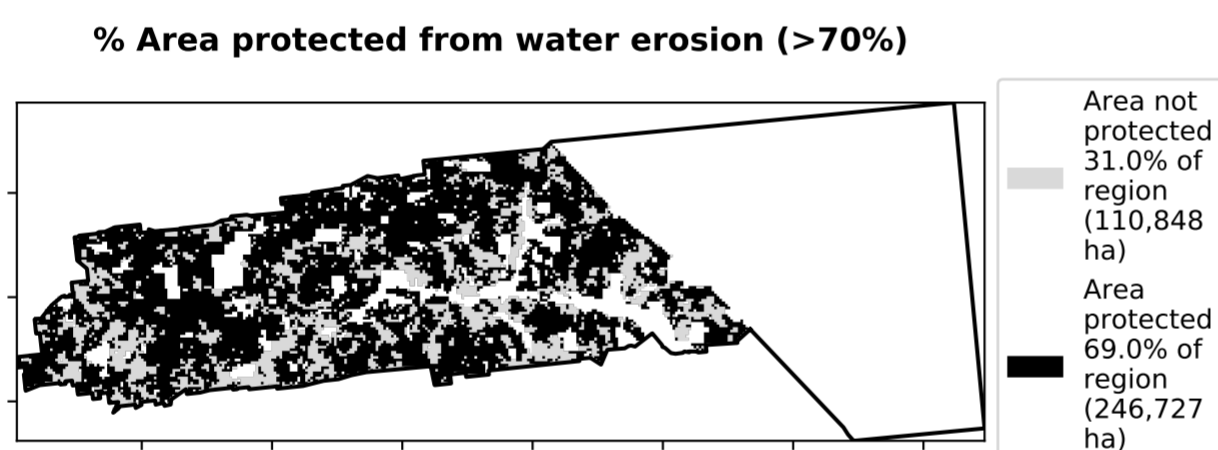 % Area protected from water erosion (>70%)
Area not
protected
31.0% of
region
(110,848
ha)
Area
protected
69.0% of
region
(246,727
ha)